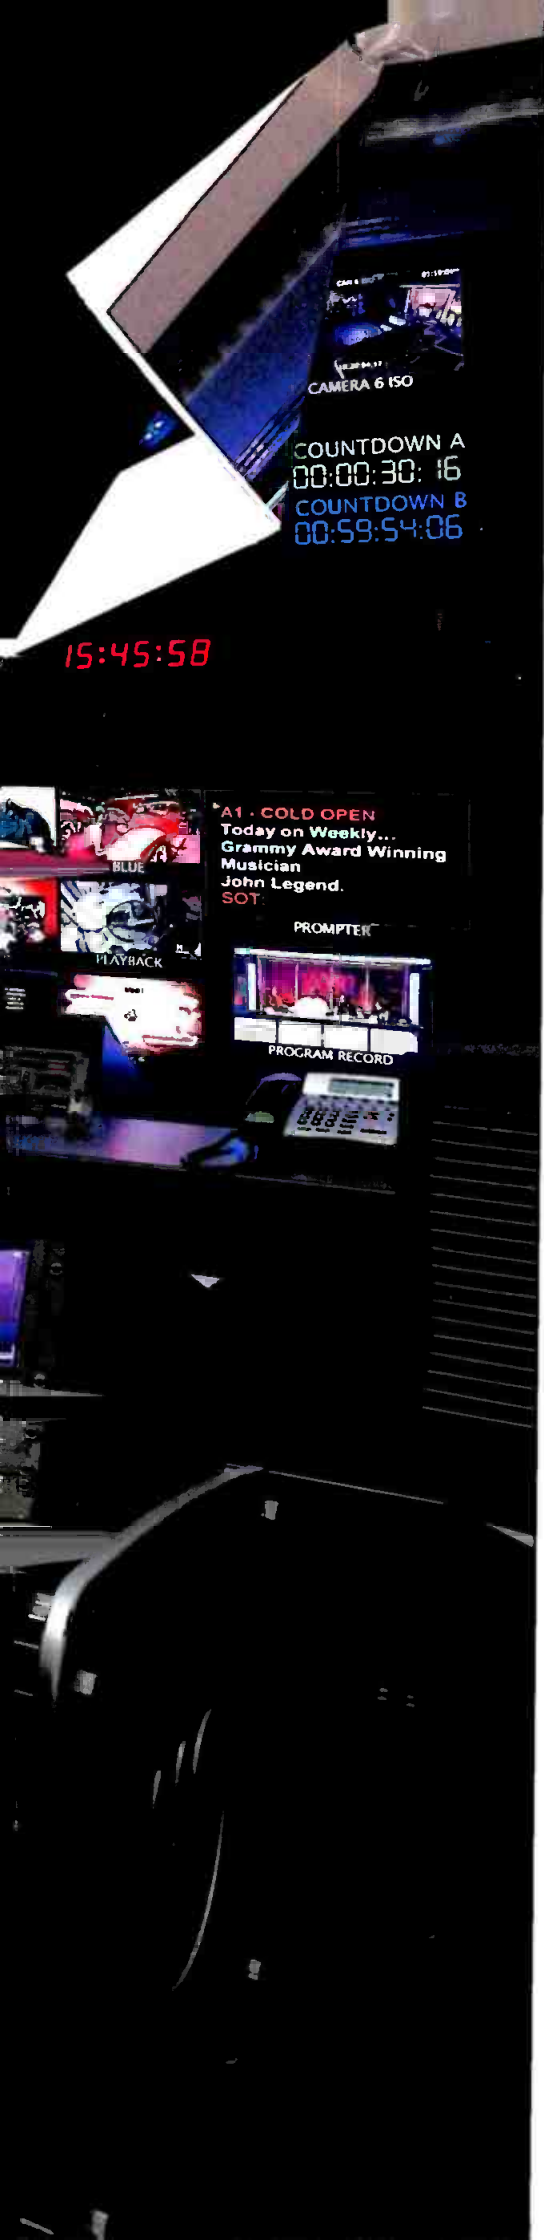 CAMERA 6 ISO
COUNTDOWN A
00:00:30:16
COUNTDOWN B
00:59:54:06
15:45:58
A1 - COLD OPEN
Today on Weekly...
Grammy Award Winning
Musician
John Legend.
SOT:
BLUE
PROMPTER
PLAYBACK
PROGRAM RECORD